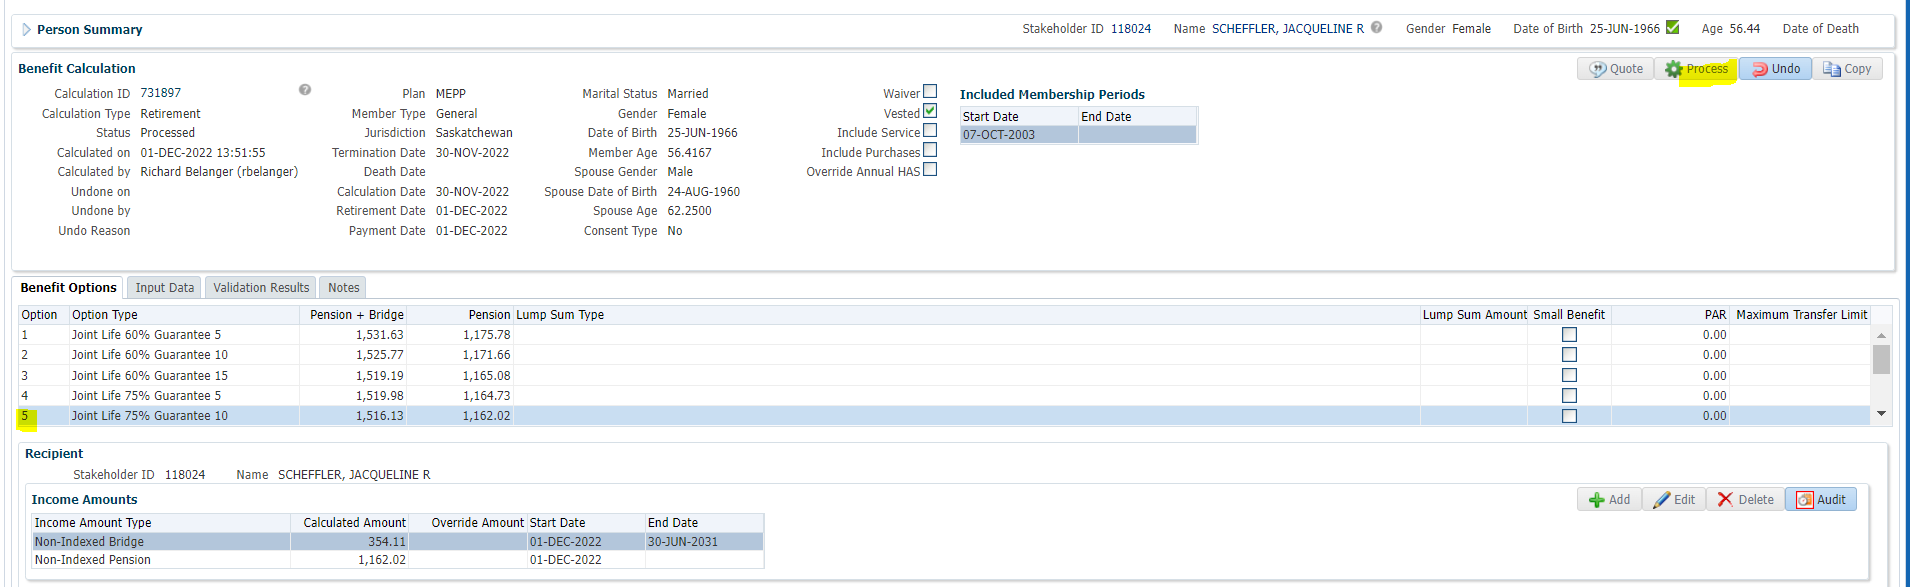 Person Summary Stakeholder ID 118024 Name SCHEFFLER, JACQUELINE R Gender Female Date of Birth 25-JUN-1966 Age 56.44 Date of Death
Benefit Calculation Quote Process Undo Copy
Calculation ID 731897 Plan MEPP Marital Status Married Waiver Included Membership Periods
Calculation Type Retirement Member Type General Gender Female Vested Start Date End Date
Status Processed Jurisdiction Saskatchewan Date of Birth 25-JUN-1966 Include Service 07-OCT-2003
Calculated on 01-DEC-2022 13:51:55 Termination Date 30-NOV-2022 Member Age 56.4167 Include Purchases
Calculated by Richard Belanger (rbelanger) Death Date Spouse Gender Male Override Annual HAS
Undone on Calculation Date 30-NOV-2022 Spouse Date of Birth 24-AUG-1960
Undone by Retirement Date 01-DEC-2022 Spouse Age 62.2500
Undo Reason Payment Date 01-DEC-2022 Consent Type No
Benefit Options Input Data Validation Results Notes
Option Option Type Pension + Bridge Pension Lump Sum Type Lump Sum Amount Small Benefit PAR Maximum Transfer Limit
1 Joint Life 60% Guarantee 5 1,531.63 1,175.78 0.00
2 Joint Life 60% Guarantee 10 1,525.77 1,171.66 0.00
3 Joint Life 60% Guarantee 15 1,519.19 1,165.08 0.00
4 Joint Life 75% Guarantee 5 1,519.98 1,164.73 0.00
5 Joint Life 75% Guarantee 10 1,516.13 1,162.02 0.00
Recipient
Stakeholder ID 118024 Name SCHEFFLER, JACQUELINE R
Income Amounts Add Edit Delete Audit
Income Amount Type Calculated Amount Override Amount Start Date End Date
Non-Indexed Bridge 354.11 01-DEC-2022 30-JUN-2031
Non-Indexed Pension 1,162.02 01-DEC-2022